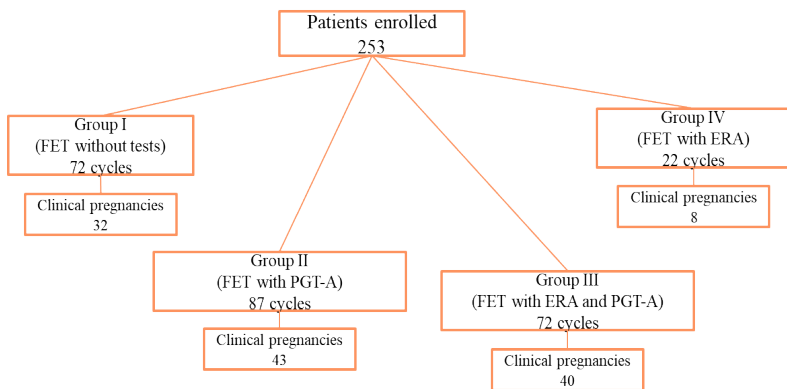 Patients enrolled
253
Group I
(FET without tests)
72 cycles
Clinical pregnancies
32
Group II
(FET with PGT-A)
87 cycles
Clinical pregnancies
43
Group III
(FET with ERA and PGT-A)
72 cycles
Clinical pregnancies
40
Group IV
(FET with ERA)
22 cycles
Clinical pregnancies
8